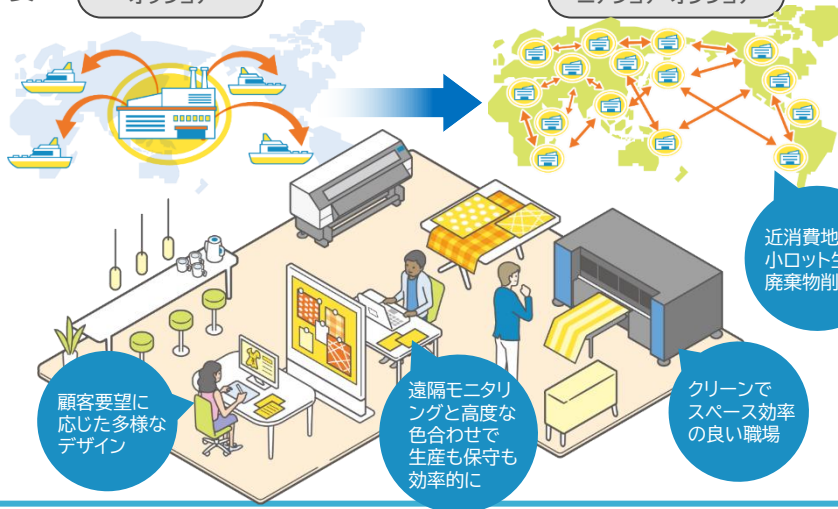 近消費地
小ロット生
廃棄物削
顧客要望に
応じた多様な
デザイン
遠隔モニタリ
ングと高度な
色合わせで
生産も保守も
効率的に
クリーンで
スペース効率
の良い職場